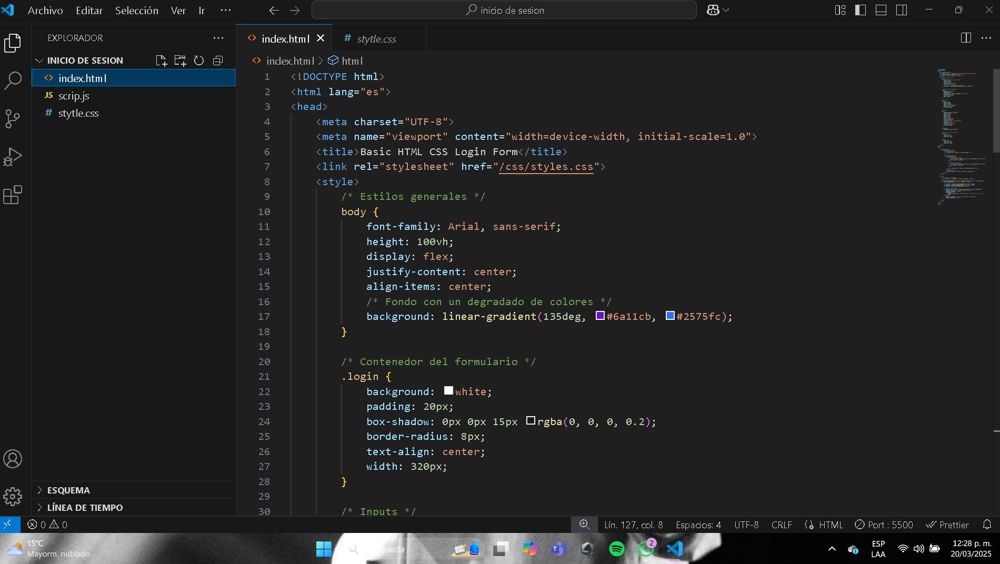 Archivo Editar Selección Ver Ir ···
inicio de sesion
EXPLORADOR ···
INICIO DE SESION
index.html
scrip.js
stytle.css
ESQUEMA
LÍNEA DE TIEMPO
index.html # stytle.css
index.html > html
1 <!DOCTYPE html>
2 <html lang="es">
3 <head>
4 <meta charset="UTF-8">
5 <meta name="viewport" content="width=device-width, initial-scale=1.0">
6 <title>Basic HTML CSS Login Form</title>
7 <link rel="stylesheet" href="/css/styles.css">
8 <style>
9 /* Estilos generales */
10 body {
11 font-family: Arial, sans-serif;
12 height: 100vh;
13 display: flex;
14 justify-content: center;
15 align-items: center;
16 /* Fondo con un degradado de colores */
17 background: linear-gradient(135deg, #6a11cb, #2575fc);
18 }
19
20 /* Contenedor del formulario */
21 .login {
22 background: white;
23 padding: 20px;
24 box-shadow: 0px 0px 15px rgba(0, 0, 0, 0.2);
25 border-radius: 8px;
26 text-align: center;
27 width: 320px;
28 }
29
30 /* Inputs */
0 0
Lín. 127, col. 8 Espacios: 4 UTF-8 CRLF HTML Port : 5500 Prettier
15°C
Mayorm. nublado
ueda
2
ESP
LAA
12:28 p. m.
20/03/2025